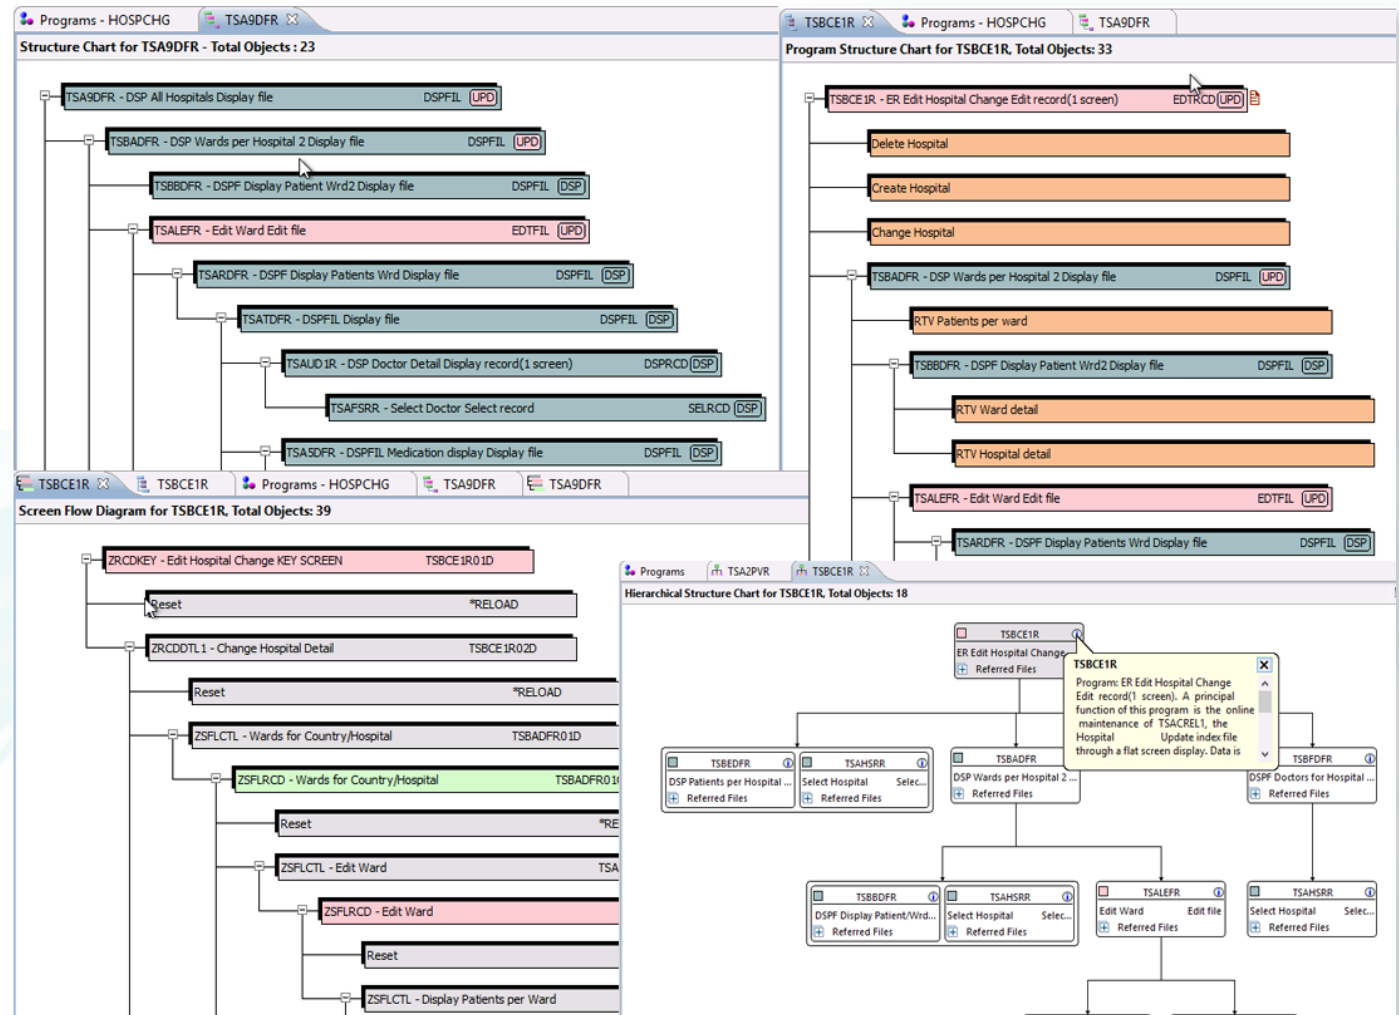 Programs - HOSPCHG TSA9DFR
Structure Chart for TSA9DFR - Total Objects : 23
TSA9DFR - DSP All Hospitals Display file DSPFIL UPD
TSBADFR - DSP Wards per Hospital 2 Display file DSPFIL UPD
TSBBDFR - DSPF Display Patient Wrd2 Display file DSPFIL DSP
TSALEFR - Edit Ward Edit file EDTFIL UPD
TSARDFR - DSPF Display Patients Wrd Display file DSPFIL DSP
TSATDFR - DSPFIL Display file DSPFIL DSP
TSAUD1R - DSP Doctor Detail Display record(1 screen) DSPRCD DSP
TSAFSRR - Select Doctor Select record SELRCD DSP
TSA5DFR - DSPFIL Medication display Display file DSPFIL DSP
TSBCE1R Programs - HOSPCHG TSA9DFR
Program Structure Chart for TSBCE1R, Total Objects: 33
TSBCE1R - ER Edit Hospital Change Edit record(1 screen) EDTRCD UPD
Delete Hospital
Create Hospital
Change Hospital
TSBADFR - DSP Wards per Hospital 2 Display file DSPFIL UPD
RTV Patients per ward
TSBBDFR - DSPF Display Patient Wrd2 Display file DSPFIL DSP
RTV Ward detail
RTV Hospital detail
TSALEFR - Edit Ward Edit file EDTFIL UPD
TSARDFR - DSPF Display Patients Wrd Display file DSPFIL DSP
TSBCE1R TSBCE1R Programs - HOSPCHG TSA9DFR TSA9DFR
Screen Flow Diagram for TSBCE1R, Total Objects: 39
ZRCDKEY - Edit Hospital Change KEY SCREEN TSBCE1R01D
Reset *RELOAD
ZRCDDTL1 - Change Hospital Detail TSBCE1R02D
Reset *RELOAD
ZSFLCTL - Wards for Country/Hospital TSBADFR01D
ZSFLRCD - Wards for Country/Hospital TSBADFR01
Reset *RE
ZSFLCTL - Edit Ward TSA
ZSFLRCD - Edit Ward
Reset
ZSFLCTL - Display Patients per Ward
Programs TSA2PVR TSBCE1R
Hierarchical Structure Chart for TSBCE1R, Total Objects: 18
TSBCE1R
ER Edit Hospital Change
Referred Files
TSBCE1R
Program: ER Edit Hospital Change
Edit record(1 screen). A principal
function of this program is the online
maintenance of TSACREL1, the
Hospital Update index file
through a flat screen display. Data is
TSBEDFR TSAHSRR TSBADFR TSBFDFR
DSP Patients per Hospital ... Select Hospital Selec... DSP Wards per Hospital 2 ... DSPF Doctors for Hospital ...
Referred Files Referred Files Referred Files Referred Files
TSBBDFR TSAHSRR TSALEFR TSAHSRR
DSPF Display Patient/Wrd... Select Hospital Selec... Edit Ward Edit file Select Hospital Selec...
Referred Files Referred Files Referred Files Referred Files